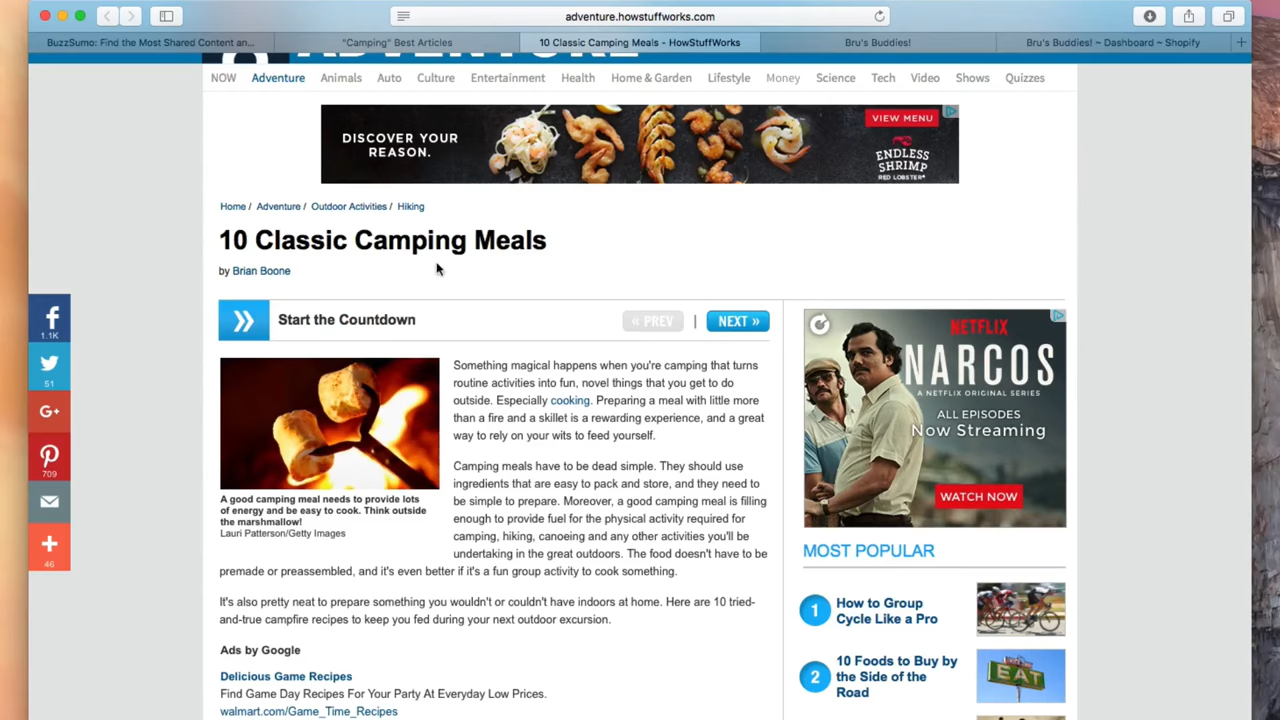 adventure.howstuffworks.com
BuzzSumo: Find the Most Shared Content an...
"Camping" Best Articles
10 Classic Camping Meals - HowStuffWorks
Bru's Buddies!
Bru's Buddies! ~ Dashboard ~ Shopify
NOW Adventure Animals Auto Culture Entertainment Health Home & Garden Lifestyle Money Science Tech Video Shows Quizzes
DISCOVER YOUR
REASON.
VIEW MENU
ENDLESS
SHRIMP
RED LOBSTER
Home / Adventure / Outdoor Activities / Hiking
10 Classic Camping Meals
by Brian Boone
Start the Countdown
« PREV | NEXT »
f
1.1K
51
G+
709
46
A good camping meal needs to provide lots
of energy and be easy to cook. Think outside
the marshmallow!
Lauri Patterson/Getty Images
Something magical happens when you're camping that turns
routine activities into fun, novel things that you get to do
outside. Especially cooking. Preparing a meal with little more
than a fire and a skillet is a rewarding experience, and a great
way to rely on your wits to feed yourself.
Camping meals have to be dead simple. They should use
ingredients that are easy to pack and store, and they need to
be simple to prepare. Moreover, a good camping meal is filling
enough to provide fuel for the physical activity required for
camping, hiking, canoeing and any other activities you'll be
undertaking in the great outdoors. The food doesn't have to be
premade or preassembled, and it's even better if it's a fun group activity to cook something.
It's also pretty neat to prepare something you wouldn't or couldn't have indoors at home. Here are 10 tried-
and-true campfire recipes to keep you fed during your next outdoor excursion.
Ads by Google
Delicious Game Recipes
Find Game Day Recipes For Your Party At Everyday Low Prices.
walmart.com/Game_Time_Recipes
NETFLIX
NARCOS
A NETFLIX ORIGINAL SERIES
ALL EPISODES
Now Streaming
WATCH NOW
MOST POPULAR
1
How to Group
Cycle Like a Pro
2
10 Foods to Buy by
the Side of the
Road
EAT